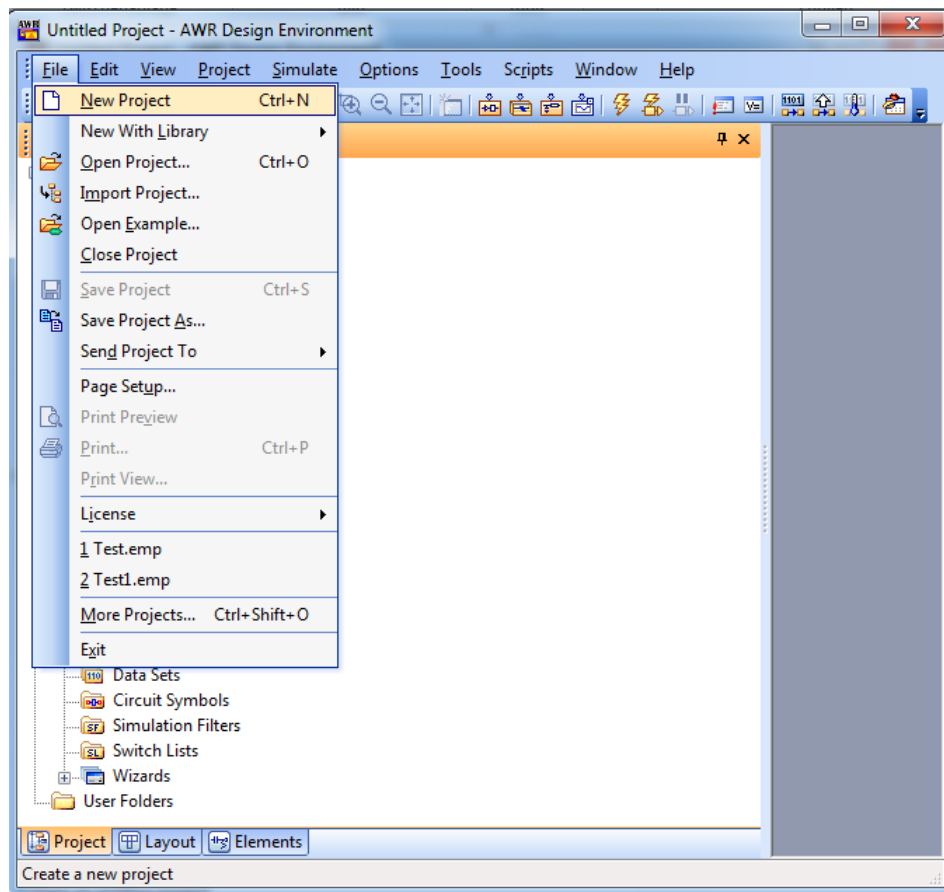 Untitled Project - AWR Design Environment
File Edit View Project Simulate Options Tools Scripts Window Help
New Project Ctrl+N
New With Library
Open Project... Ctrl+O
Import Project...
Open Example...
Close Project
Save Project Ctrl+S
Save Project As...
Send Project To
Page Setup...
Print Preview
Print... Ctrl+P
Print View...
License
1 Test.emp
2 Test1.emp
More Projects... Ctrl+Shift+O
Exit
Data Sets
Circuit Symbols
Simulation Filters
Switch Lists
Wizards
User Folders
Project Layout Elements
Create a new project